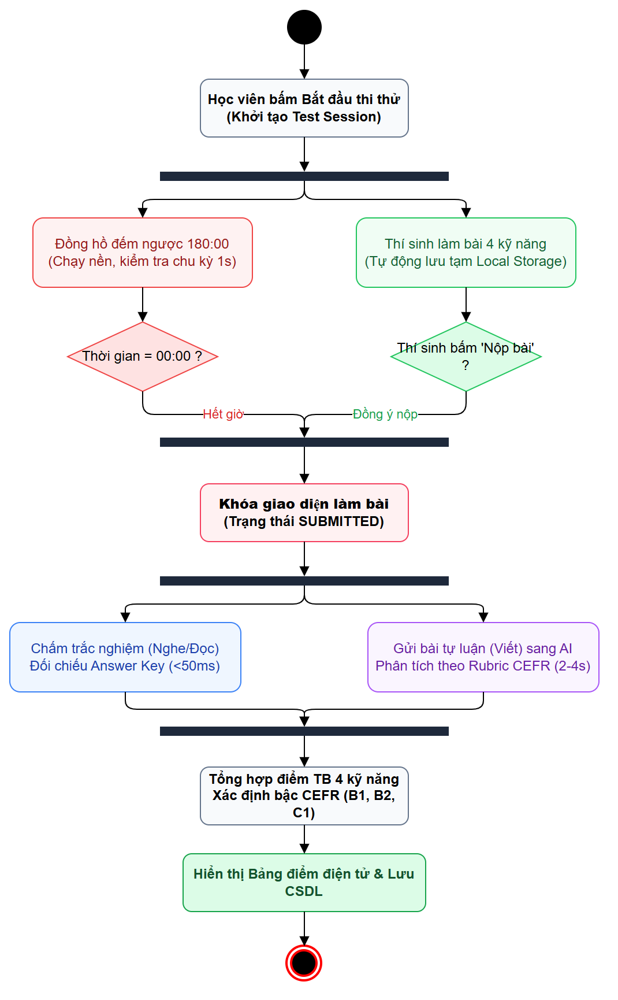 Học viên bấm Bắt đầu thi thử
(Khởi tạo Test Session)
Đồng hồ đếm ngược 180:00
(Chạy nền, kiểm tra chu kỳ 1s)
Thí sinh làm bài 4 kỹ năng
(Tự động lưu tạm Local Storage)
Thời gian = 00:00 ?
Thí sinh bấm 'Nộp bài'
?
Hết giờ
Đồng ý nộp
Khóa giao diện làm bài
(Trạng thái SUBMITTED)
Chấm trắc nghiệm (Nghe/Đọc)
Đối chiếu Answer Key (<50ms)
Gửi bài tự luận (Viết) sang AI
Phân tích theo Rubric CEFR (2-4s)
Tổng hợp điểm TB 4 kỹ năng
Xác định bậc CEFR (B1, B2,
C1)
Hiển thị Bảng điểm điện tử & Lưu
CSDL